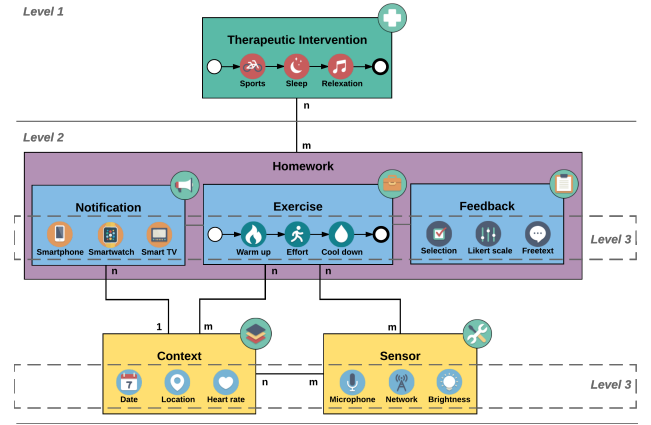 Level 1
Therapeutic Intervention
Sports Sleep Relexation
n
Level 2
m
Homework
Notification
Smartphone Smartwatch Smart TV
Exercise
Warm up Effort Cool down
Feedback
Selection Likert scale Freetext
Level 3
n n n
1 m m
Context
Date Location Heart rate
n m
Sensor
Microphone Network Brightness
Level 3
7